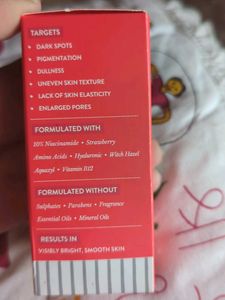 TARGETS
DARK SPOTS
PIGMENTATION
DULLNESS
UNEVEN SKIN TEXTURE
LACK OF SKIN ELASTICITY
ENLARGED PORES
FORMULATED WITH
10% Niacinamide • Strawberry
Amino Acids • Hyaluronic • Witch Hazel
Aquaxyl • Vitamin B12
FORMULATED WITHOUT
Sulphates • Parabens • Fragrance
Essential Oils • Mineral Oils
RESULTS IN
VISIBLY BRIGHT, SMOOTH SKIN